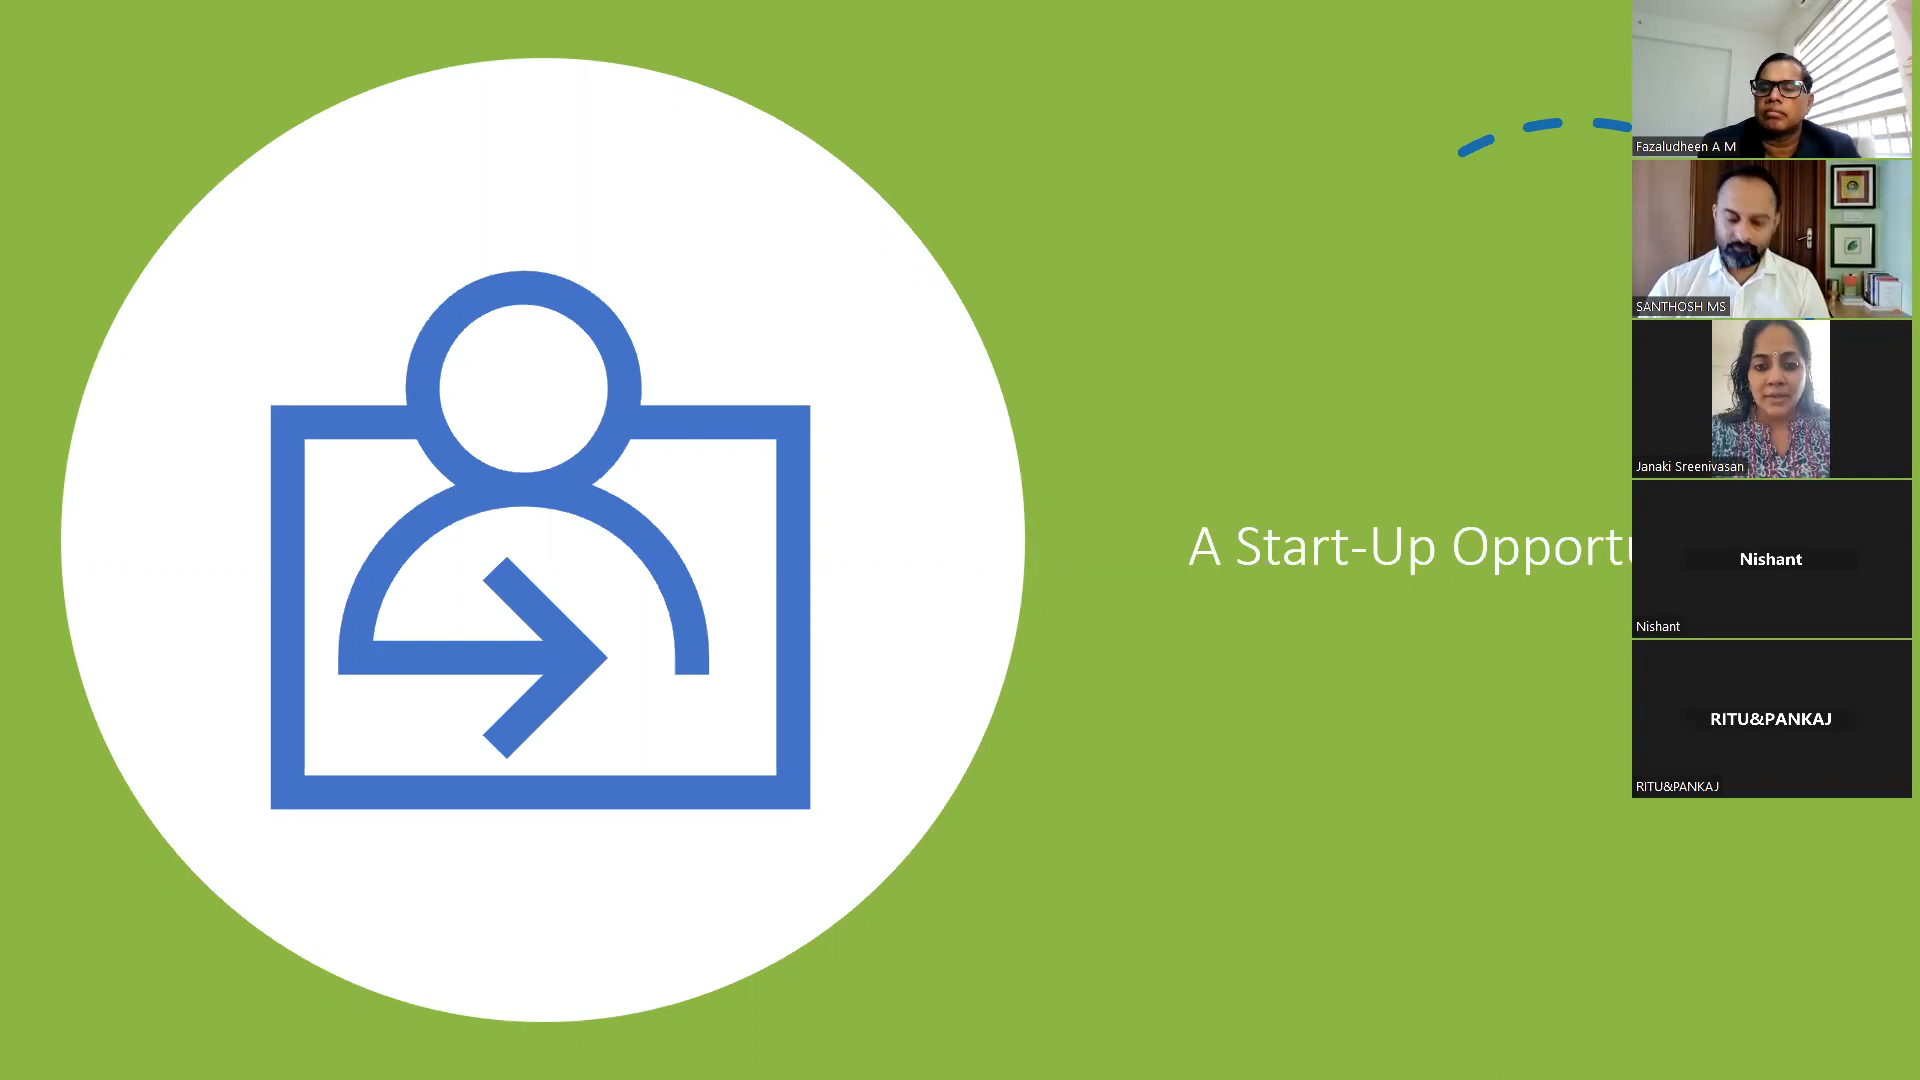 A Start-Up Opport
Fazaludheen A M
SANTHOSH MS
Janaki Sreenivasan
Nishant
Nishant
RITU&PANKAJ
RITU&PANKAJ